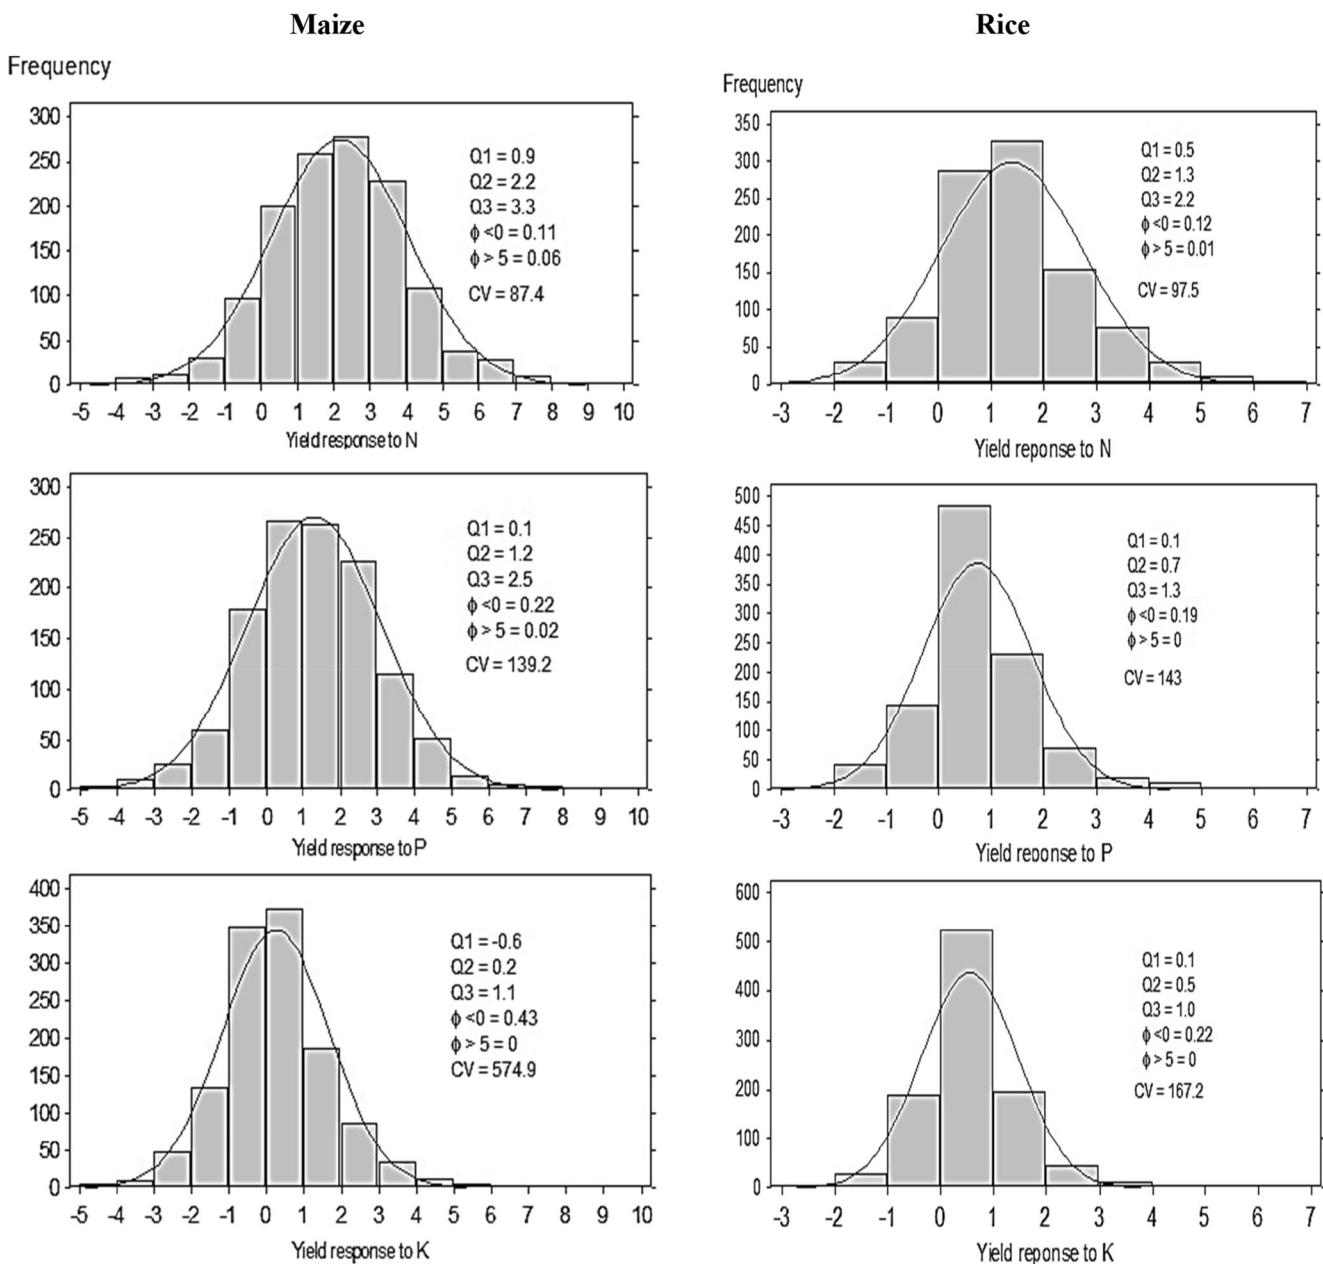 Maize
Frequency
300
250
200
150
100
50
0
Q1 = 0.9
Q2 = 2.2
Q3 = 3.3
ϕ <0 = 0.11
ϕ > 5 = 0.06
CV = 87.4
-5 -4 -3 -2 -1 0 1 2 3 4 5 6 7 8 9 10
Yield response to N
300
250
200
150
100
50
0
Q1 = 0.1
Q2 = 1.2
Q3 = 2.5
ϕ <0 = 0.22
ϕ > 5 = 0.02
CV = 139.2
-5 -4 -3 -2 -1 0 1 2 3 4 5 6 7 8 9 10
Yield response to P
400
350
300
250
200
150
100
50
0
Q1 = -0.6
Q2 = 0.2
Q3 = 1.1
ϕ <0 = 0.43
ϕ > 5 = 0
CV = 574.9
-5 -4 -3 -2 -1 0 1 2 3 4 5 6 7 8 9 10
Yield response to K
Rice
Frequency
350
300
250
200
150
100
50
0
Q1 = 0.5
Q2 = 1.3
Q3 = 2.2
ϕ <0 = 0.12
ϕ > 5 = 0.01
CV = 97.5
-3 -2 -1 0 1 2 3 4 5 6 7
Yield reponse to N
500
450
400
350
300
250
200
150
100
50
0
Q1 = 0.1
Q2 = 0.7
Q3 = 1.3
ϕ <0 = 0.19
ϕ > 5 = 0
CV = 143
-3 -2 -1 0 1 2 3 4 5 6 7
Yield reponse to P
600
500
400
300
200
100
0
Q1 = 0.1
Q2 = 0.5
Q3 = 1.0
ϕ <0 = 0.22
ϕ > 5 = 0
CV = 167.2
-3 -2 -1 0 1 2 3 4 5 6 7
Yield reponse to K